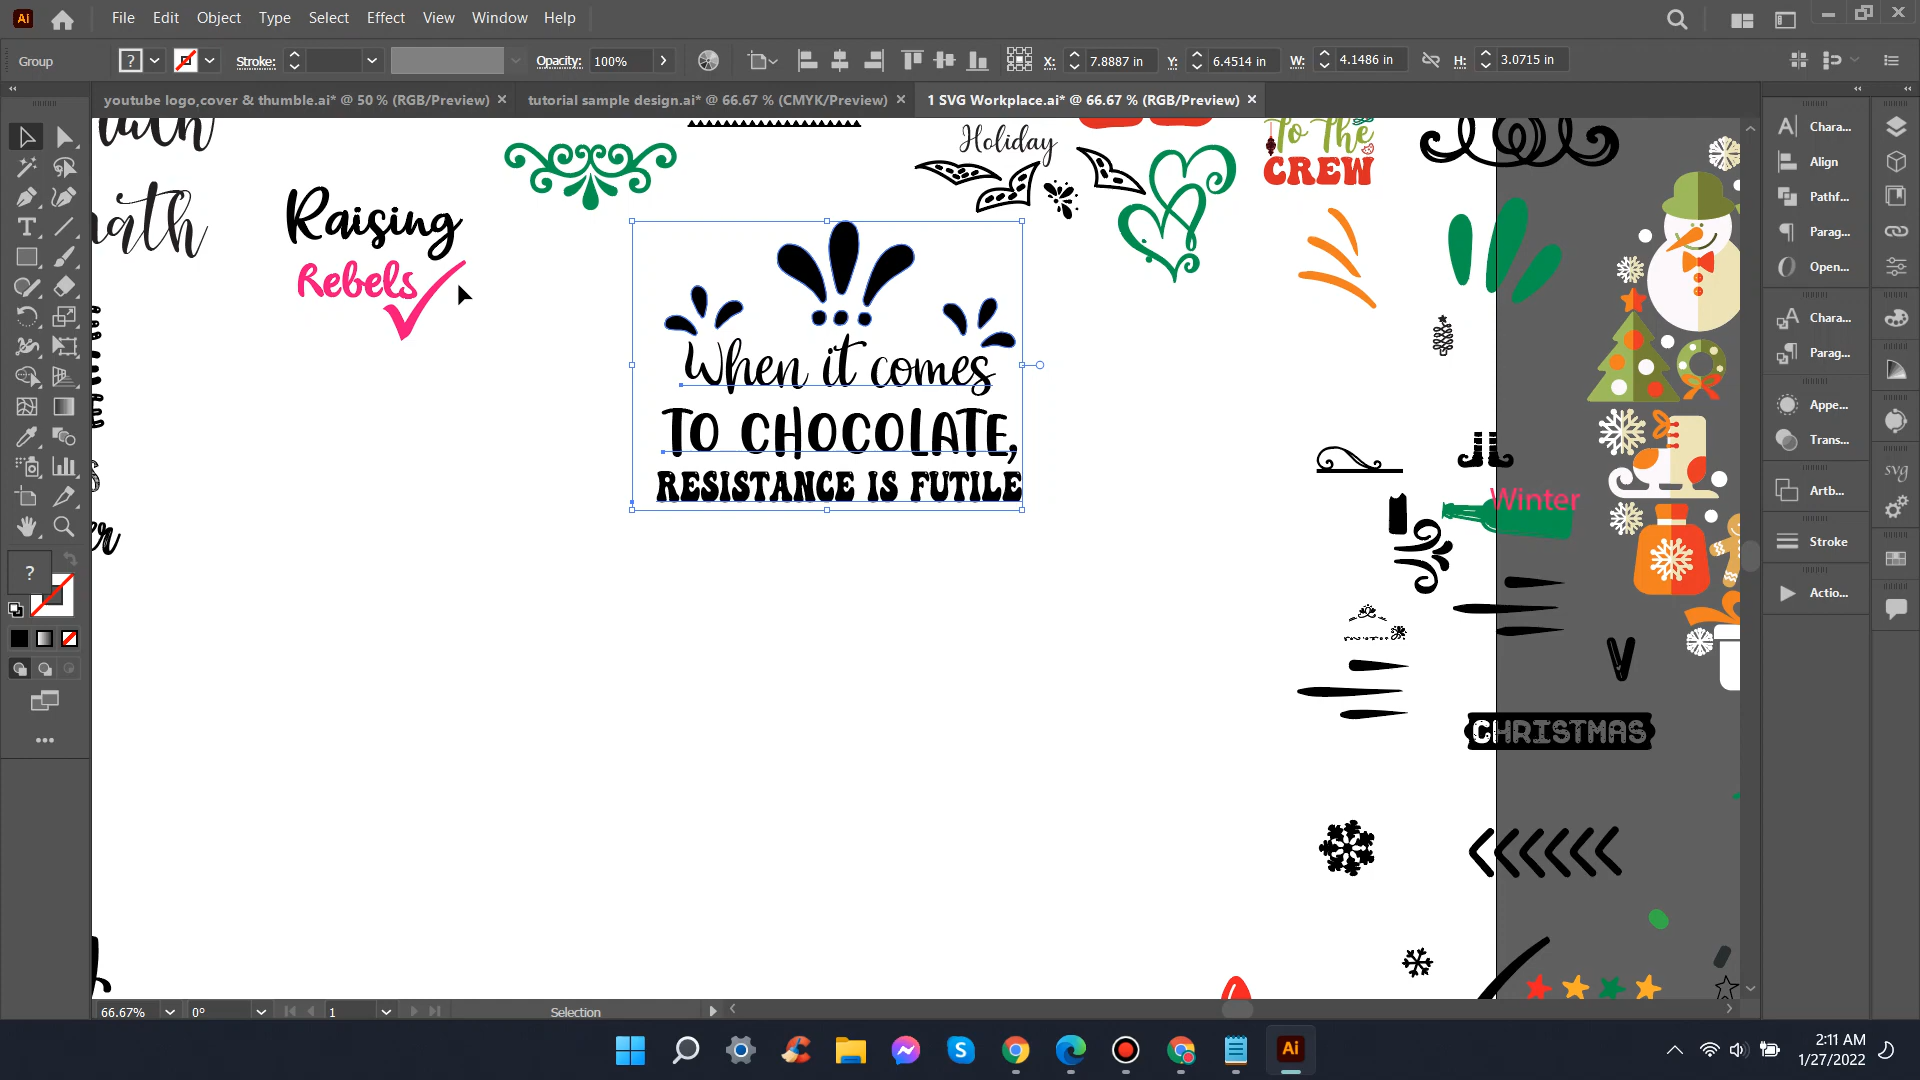 Ai File Edit Object Type Select Effect View Window Help
Group ? Stroke: Opacity: 100% X: 7.8887 in Y: 6.4514 in W: 4.1486 in H: 3.0715 in
youtube logo,cover & thumble.ai* @ 50 % (RGB/Preview) tutorial sample design.ai* @ 66.67 % (CMYK/Preview) 1 SVG Workplace.ai* @ 66.67 % (RGB/Preview)
Holiday
To The
CREW
Raising
Rebels
When it comes
TO CHOCOLATE,
RESISTANCE IS FUTILE
Winter
CHRISTMAS
Chara...
Align
Pathf...
Parag...
Open...
Chara...
Parag...
Appe...
Trans...
svg
Artb...
Stroke
Actio...
?
66.67% 0° 1 Selection
Ai
2:11 AM
1/27/2022